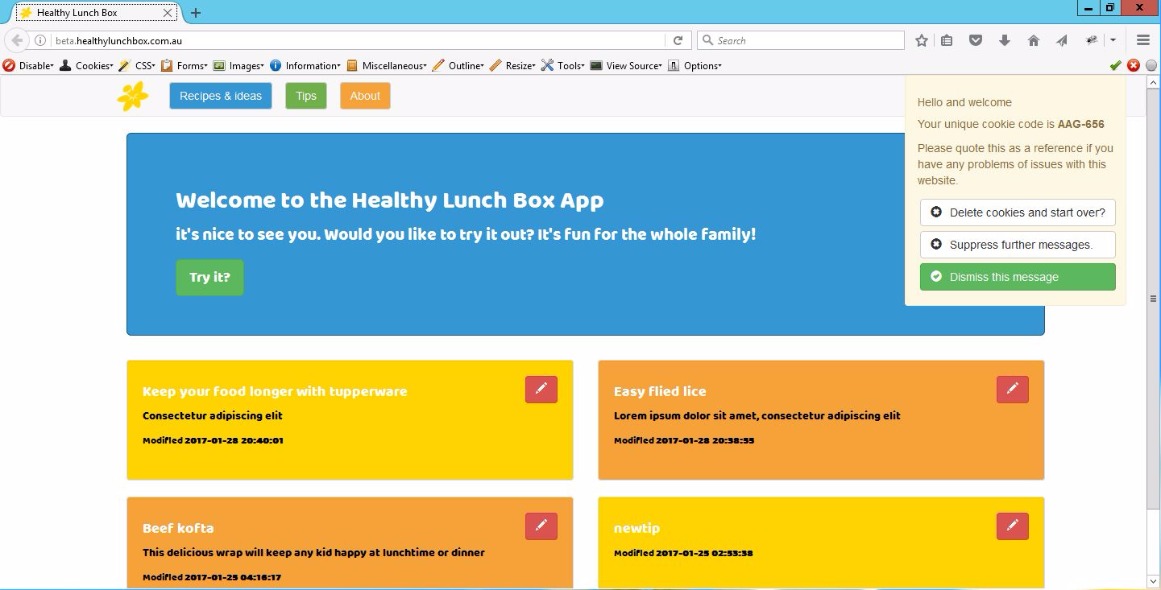 Healthy Lunch Box
beta.healthylunchbox.com.au
Search
Disable Cookies CSS Forms Images Information Miscellaneous Outline Resize Tools View Source Options
Recipes & ideas Tips About
Hello and welcome
Your unique cookie code is AAG-656
Please quote this as a reference if you
have any problems of issues with this
website.
Delete cookies and start over?
Suppress further messages.
Dismiss this message
Welcome to the Healthy Lunch Box App
it's nice to see you. Would you like to try it out? It's fun for the whole family!
Try it?
Keep your food longer with tupperware
Consectetur adipiscing elit
Modified 2017-01-28 20:40:01
Easy flied lice
Lorem ipsum dolor sit amet, consectetur adipiscing elit
Modified 2017-01-28 20:38:55
Beef kofta
This delicious wrap will keep any kid happy at lunchtime or dinner
Modified 2017-01-25 04:16:17
newtip
Modified 2017-01-25 02:53:38